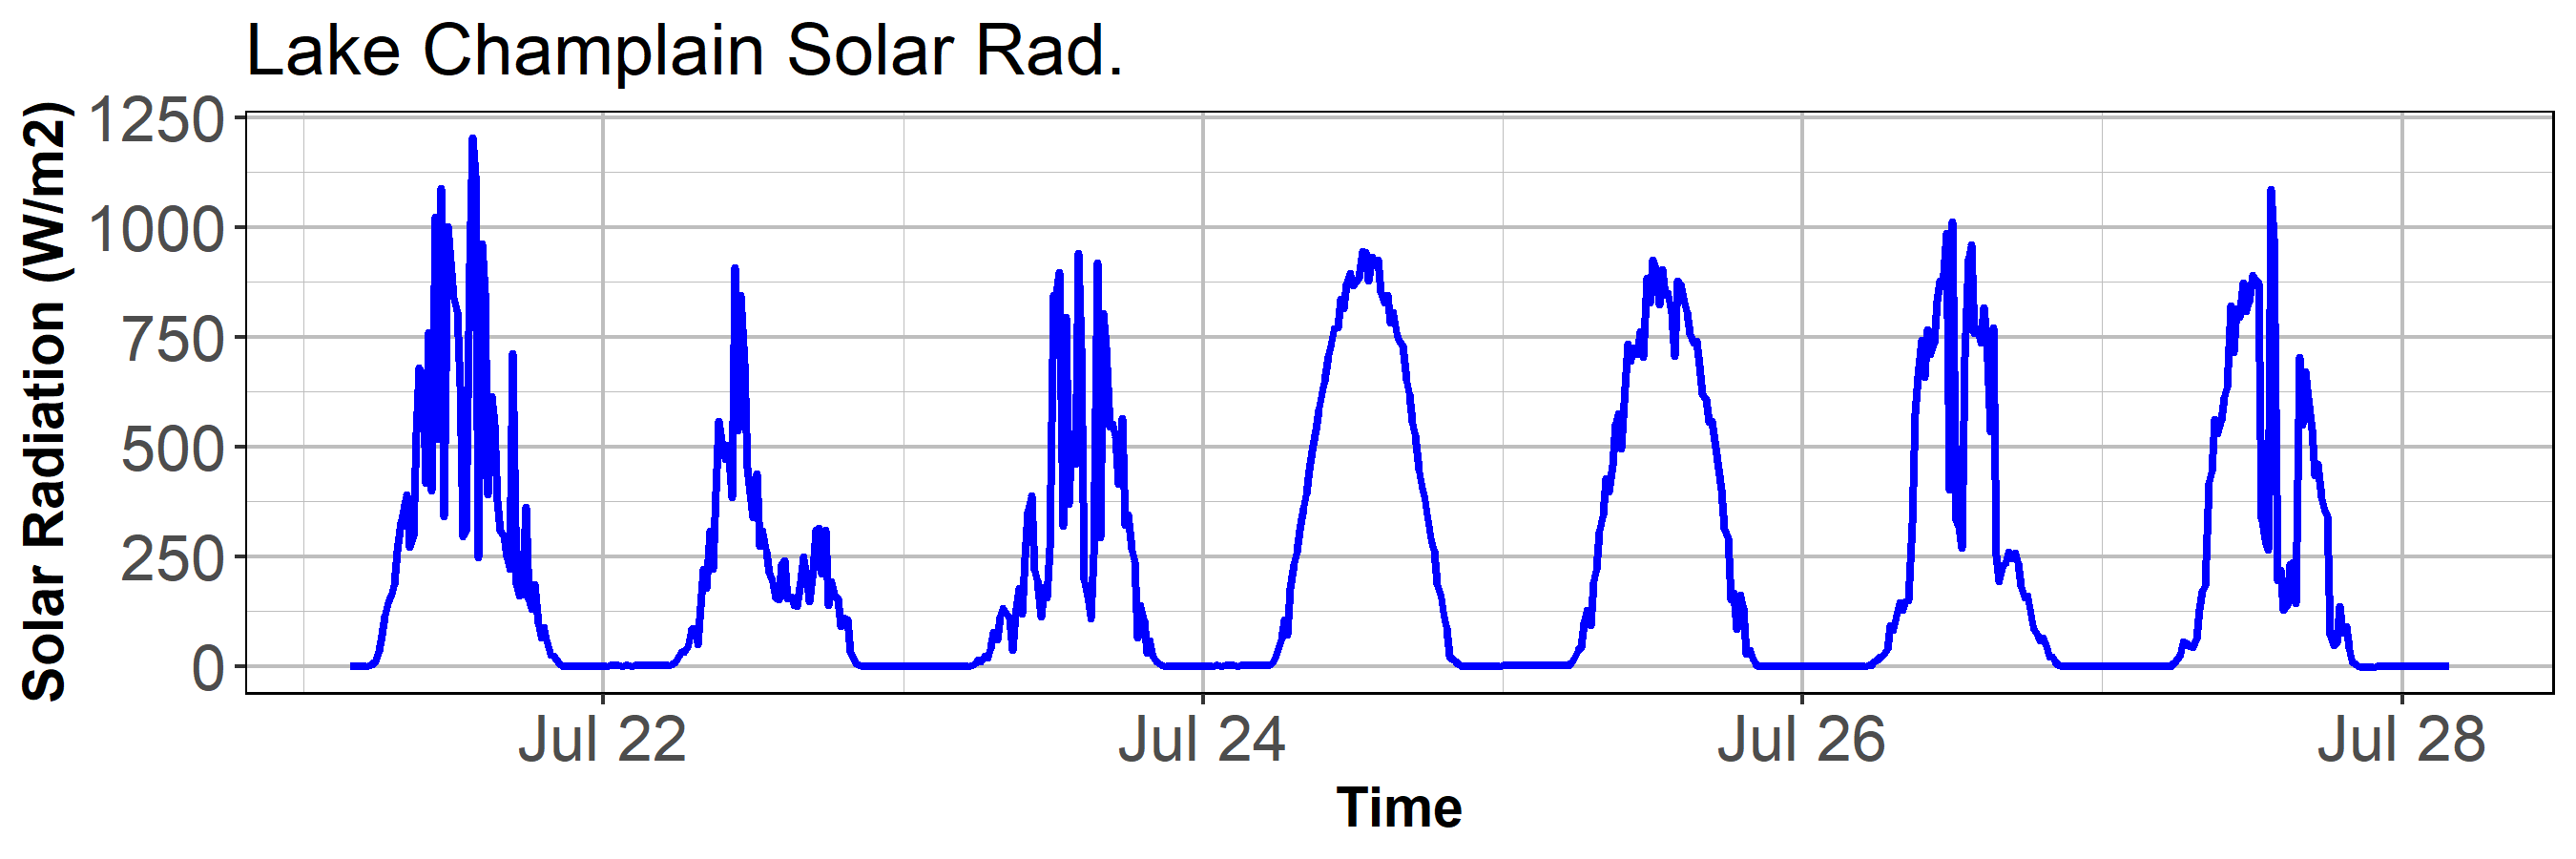 Lake Champlain Solar Rad.
Solar Radiation (W/m2)
1250
1000
750
500
250
0
Jul 22 Jul 24 Jul 26 Jul 28
Time